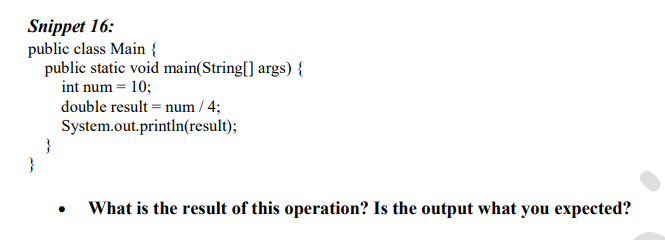 Snippet 16:
public class Main {
public static void main(String[] args) {
int num = 10;
double result = num / 4;
System.out.println(result);
}
}
• What is the result of this operation? Is the output what you expected?